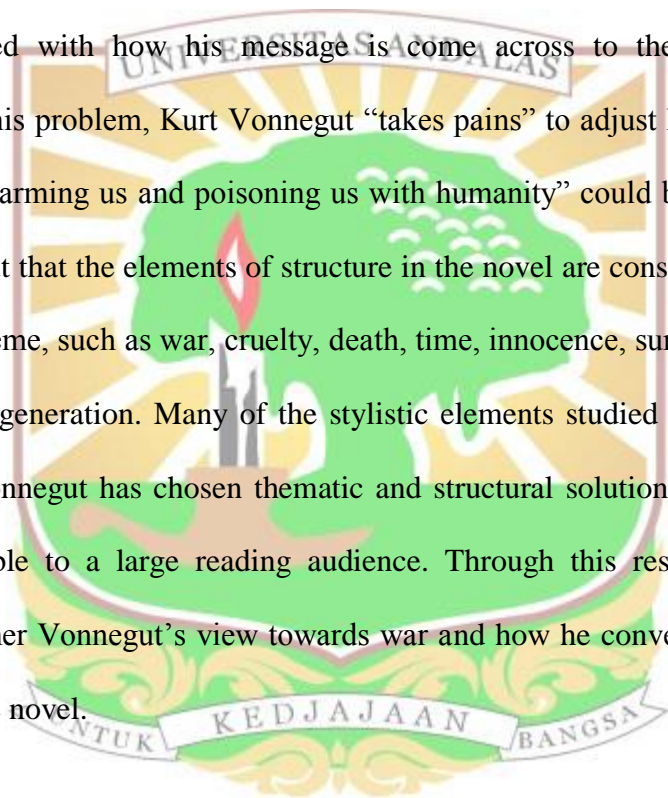 UNIVERSITAS ANDALAS
ed with how his message is come across to the
his problem, Kurt Vonnegut “takes pains” to adjust
arming us and poisoning us with humanity” could b
t that the elements of structure in the novel are cons
eme, such as war, cruelty, death, time, innocence, sur
generation. Many of the stylistic elements studied
onnegut has chosen thematic and structural solution
ble to a large reading audience. Through this res
her Vonnegut’s view towards war and how he conve
novel.
UNTUK KEDJAJAAN BANGSA